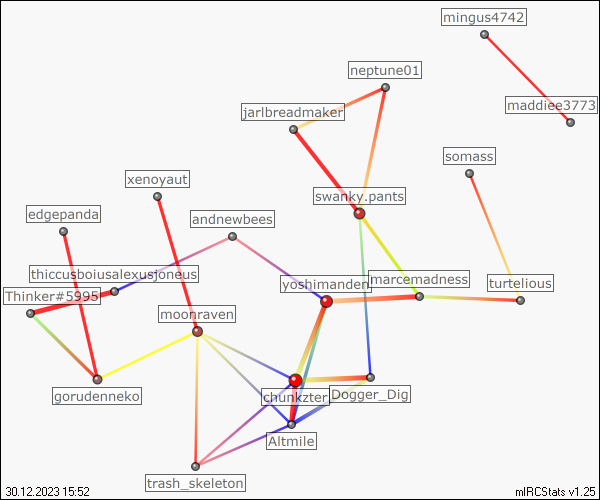 mingus4742
neptune01
maddiee3773
jarlbreadmaker
somass
xenoyaut
swanky.pants
edgepanda
andnewbees
thiccusboiusalexusjoneus
yoshimanden
marcemadness
turtelious
Thinker#5995
moonraven
gorudenneko
chunkzter
Dogger_Dig
Altmile
trash_skeleton
30.12.2023 15:52
mIRCStats v1.25